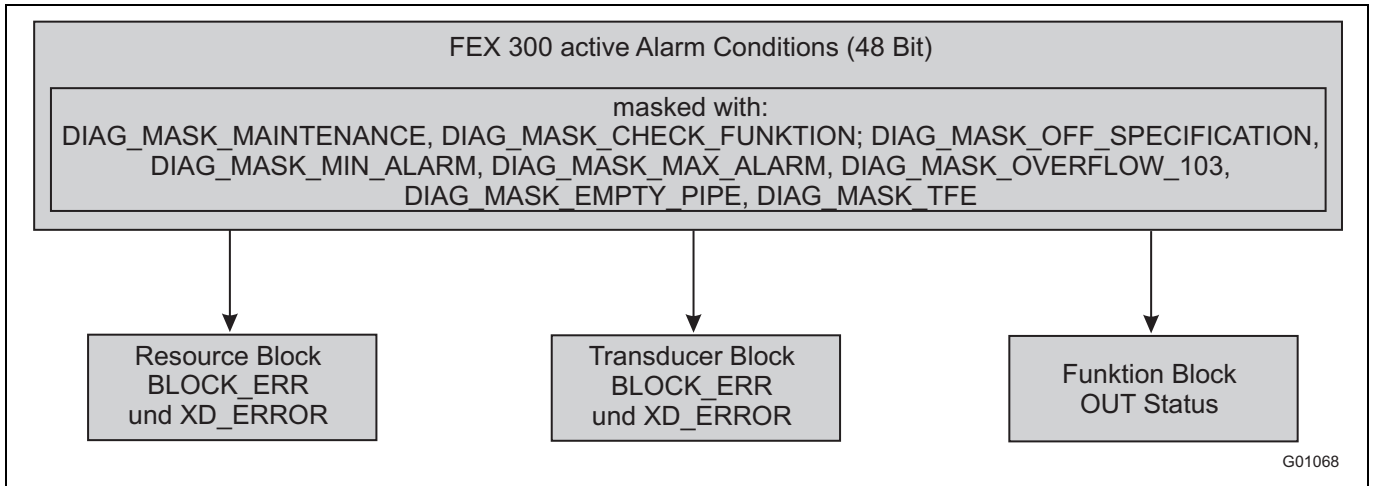 FEX 300 active Alarm Conditions (48 Bit)
masked with:
DIAG_MASK_MAINTENANCE, DIAG_MASK_CHECK_FUNKTION; DIAG_MASK_OFF_SPECIFICATION,
DIAG_MASK_MIN_ALARM, DIAG_MASK_MAX_ALARM, DIAG_MASK_OVERFLOW_103,
DIAG_MASK_EMPTY_PIPE, DIAG_MASK_TFE
Resource Block
BLOCK_ERR
und XD_ERROR
Transducer Block
BLOCK_ERR
und XD_ERROR
Funktion Block
OUT Status
G01068